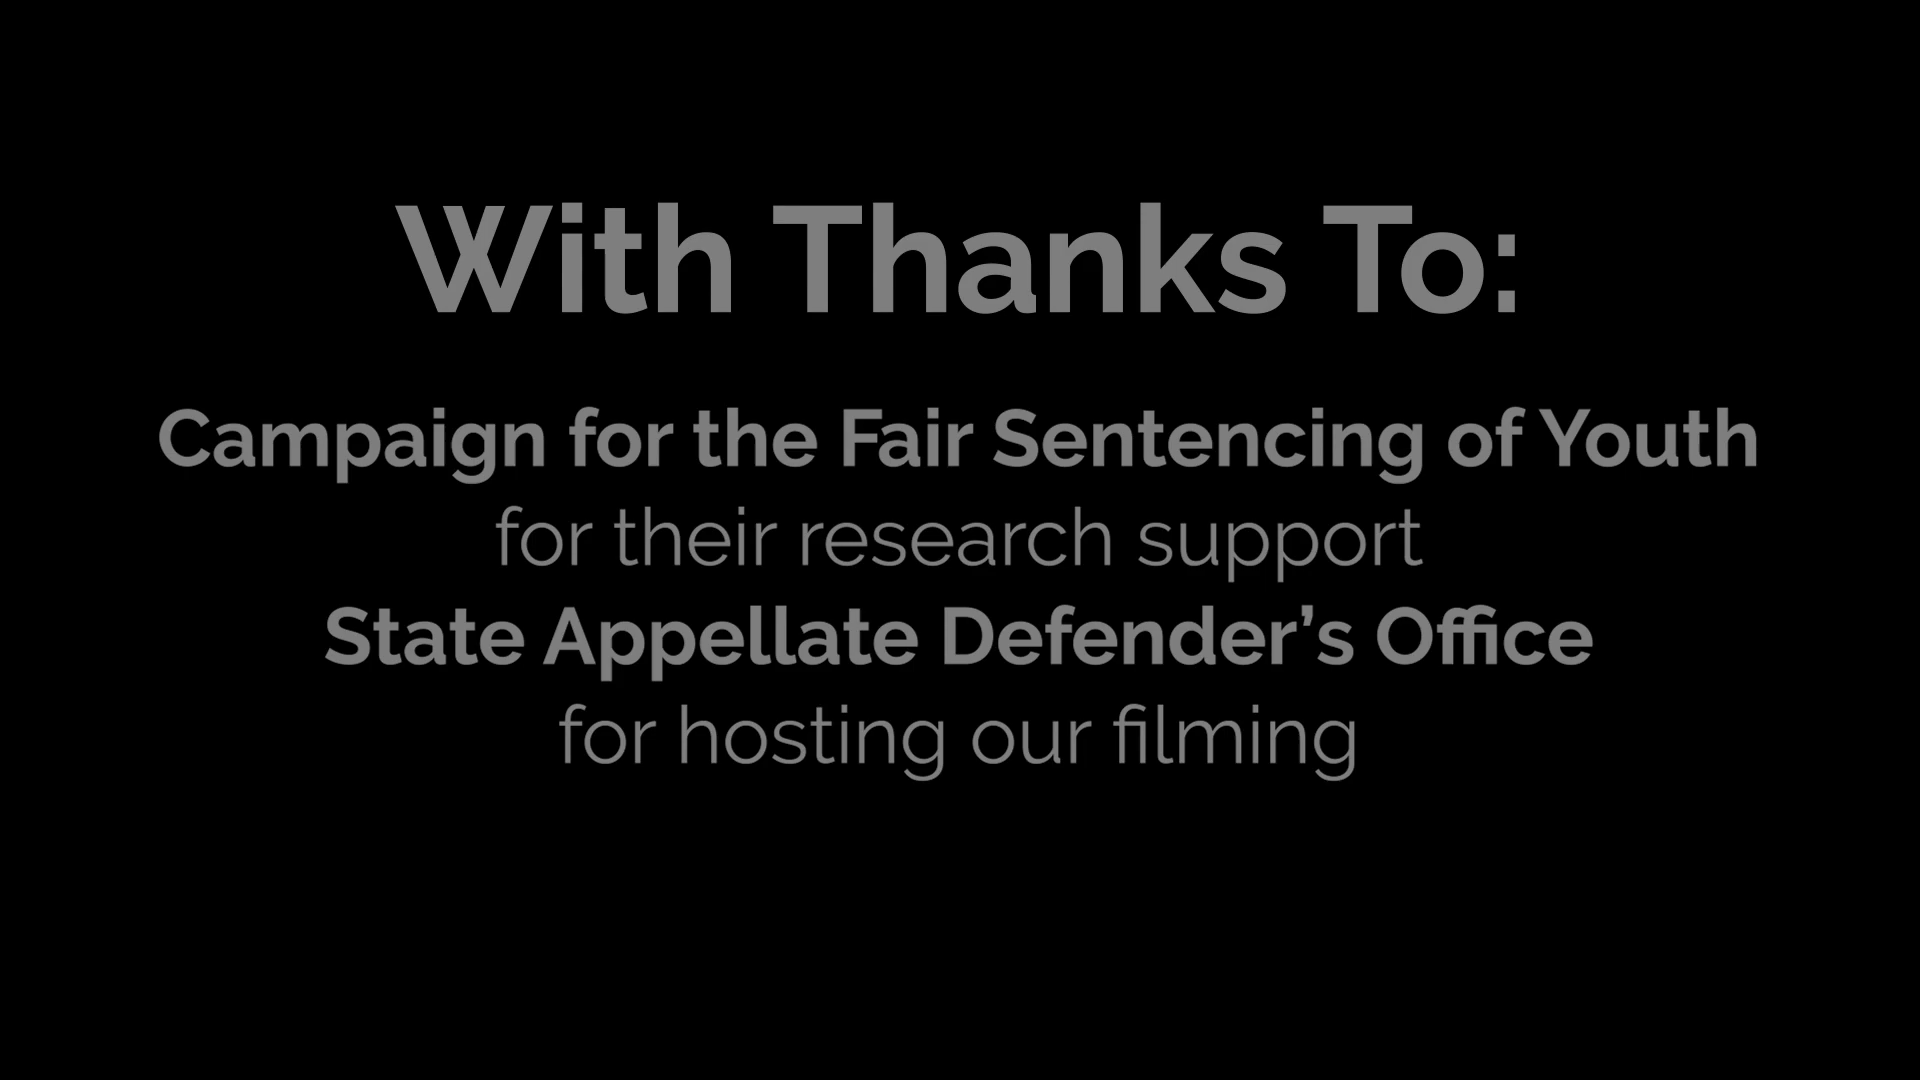 With Thanks To:
Campaign for the Fair Sentencing of Youth
for their research support
State Appellate Defender’s Office
for hosting our filming